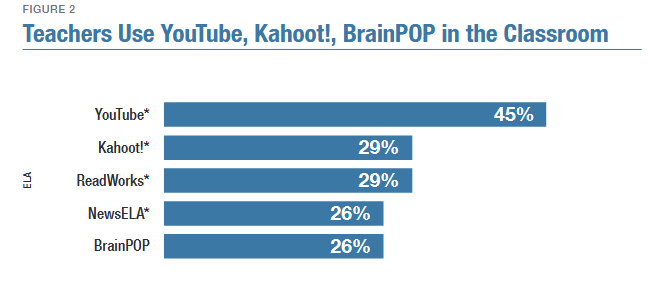 FIGURE 2
Teachers Use YouTube, Kahoot!, BrainPOP in the Classroom
YouTube* 45%
Kahoot!* 29%
ELA
ReadWorks* 29%
NewsELA* 26%
BrainPOP 26%